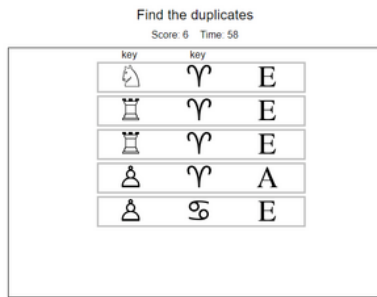 Find the duplicates
Score: 6 Time: 58
key key
♘ ♈ E
♖ ♈ E
♖ ♈ E
♙ ♈ A
♙ ♋ E